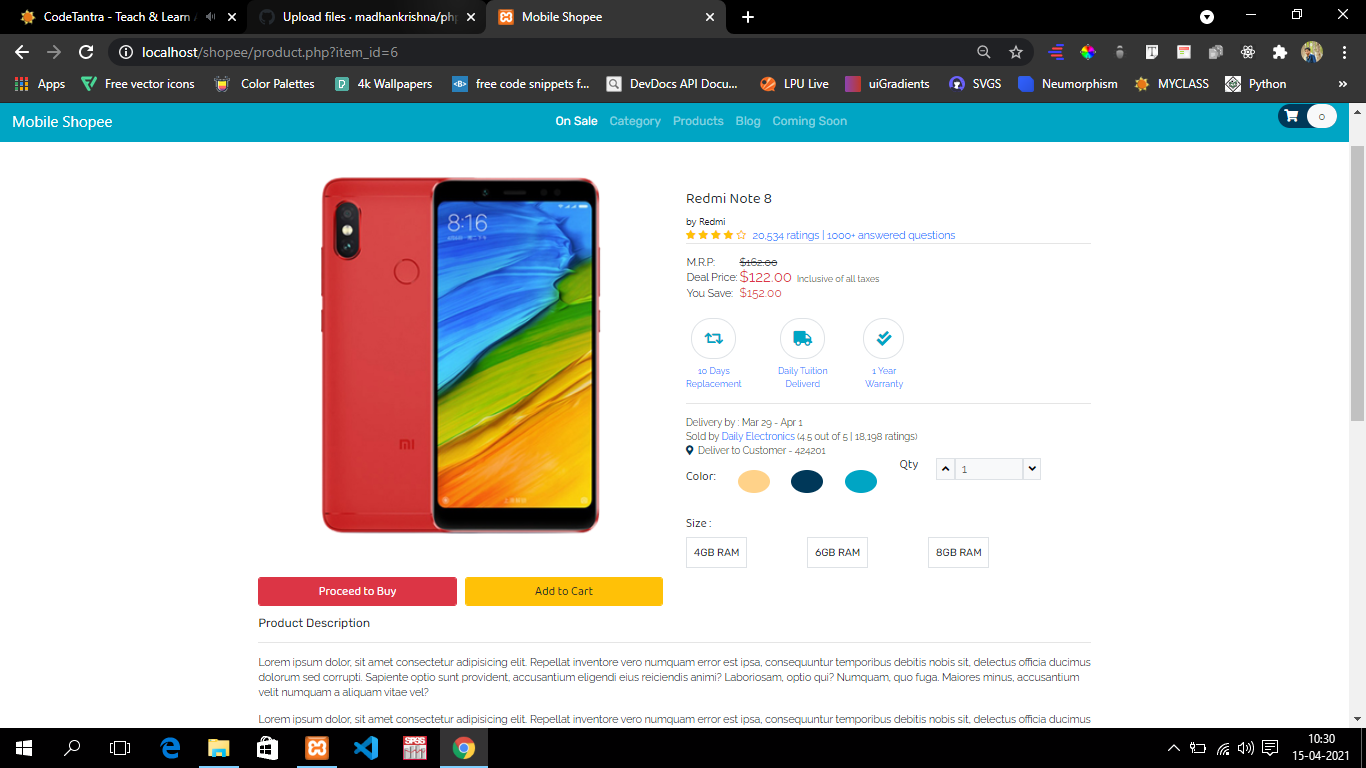 CodeTantra - Teach & Learn
Upload files · madhankrishna/php
Mobile Shopee
localhost/shopee/product.php?item_id=6
Apps
Free vector icons
Color Palettes
4k Wallpapers
free code snippets f...
DevDocs API Docu...
LPU Live
uiGradients
SVGS
Neumorphism
MYCLASS
Python
»
Mobile Shopee
On Sale
Category
Products
Blog
Coming Soon
0
8:16
MI
Redmi Note 8
by Redmi
20,534 ratings | 1000+ answered questions
M.R.P: $162.00
Deal Price: $122.00 Inclusive of all taxes
You Save: $152.00
10 Days
Replacement
Daily Tuition
Deliverd
1 Year
Warranty
Delivery by : Mar 29 - Apr 1
Sold by Daily Electronics (4.5 out of 5 | 18,198 ratings)
Deliver to Customer - 424201
Color:
Qty
1
Size :
4GB RAM
6GB RAM
8GB RAM
Proceed to Buy
Add to Cart
Product Description
Lorem ipsum dolor, sit amet consectetur adipisicing elit. Repellat inventore vero numquam error est ipsa, consequuntur temporibus debitis nobis sit, delectus officia ducimus
dolorum sed corrupti. Sapiente optio sunt provident, accusantium eligendi eius reiciendis animi? Laboriosam, optio qui? Numquam, quo fuga. Maiores minus, accusantium
velit numquam a aliquam vitae vel?
Lorem ipsum dolor, sit amet consectetur adipisicing elit. Repellat inventore vero numquam error est ipsa, consequuntur temporibus debitis nobis sit, delectus officia ducimus
SPSS
10:30
15-04-2021